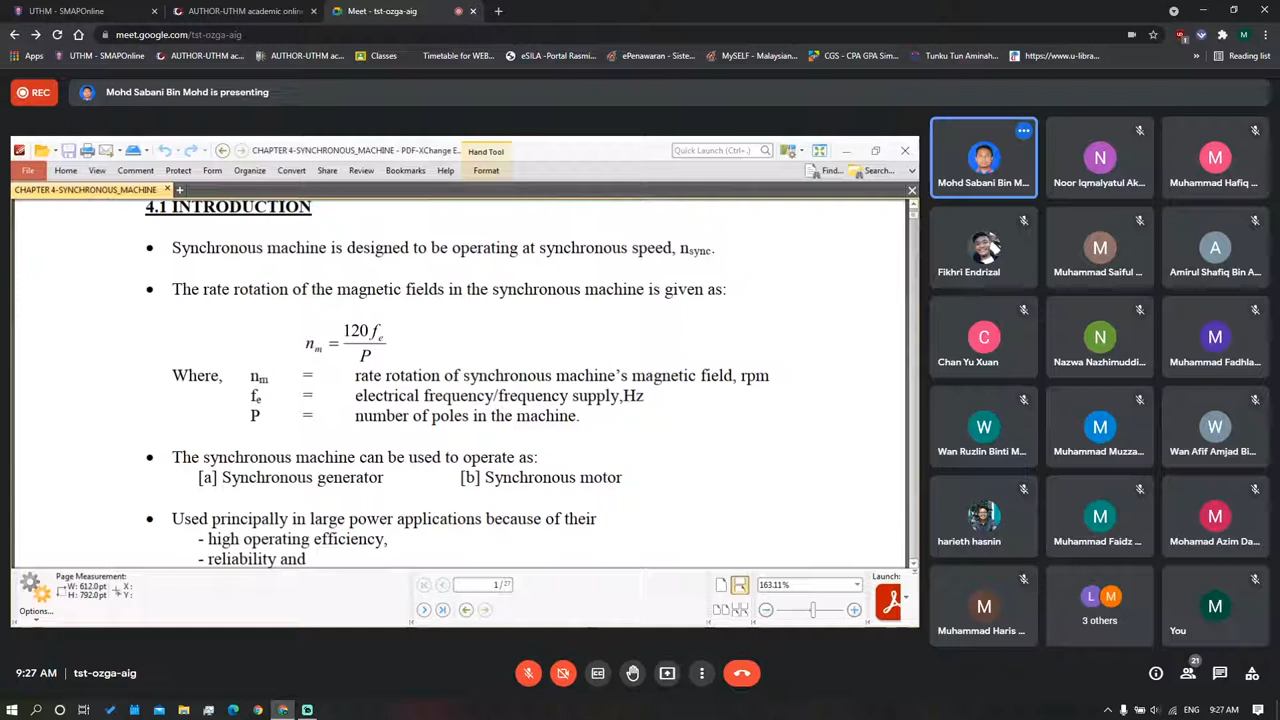 UTHM - SMAPOnline
AUTHOR-UTHM academic onlin
Meet - tst-ozga-aig
meet.google.com/tst-ozga-aig
Apps
UTHM - SMAPOnline
AUTHOR-UTHM ac...
AUTHOR-UTHM ac...
Classes
Timetable for WEB...
eSILA -Portal Rasmi...
ePenawaran - Siste...
MySELF - Malaysian...
CGS - CPA GPA Sim...
Tunku Tun Aminah...
https://www.u-libra...
»
Reading list
REC
Mohd Sabani Bin Mohd is presenting
CHAPTER 4-SYNCHRONOUS_MACHINE - PDF-XChange E...
Hand Tool
Quick Launch (Ctrl+.)
File
Home
View
Comment
Protect
Form
Organize
Convert
Share
Review
Bookmarks
Help
Format
Find...
Search...
CHAPTER 4-SYNCHRONOUS_MACHINE
4.1 INTRODUCTION
• Synchronous machine is designed to be operating at synchronous speed, nsync.
• The rate rotation of the magnetic fields in the synchronous machine is given as:
nm = 120 fe / P
Where, nm = rate rotation of synchronous machine's magnetic field, rpm
fe = electrical frequency/frequency supply,Hz
P = number of poles in the machine.
• The synchronous machine can be used to operate as:
[a] Synchronous generator [b] Synchronous motor
• Used principally in large power applications because of their
- high operating efficiency,
- reliability and
Options...
Page Measurement:
W: 612.0 pt
H: 792.0 pt
X:
Y:
1 /27
163.11%
Launch:
Mohd Sabani Bin M...
N
Noor Iqmalyatul Ak...
M
Muhammad Hafiq ...
Fikhri Endrizal
M
Muhammad Saiful ...
A
Amirul Shafiq Bin A...
C
Chan Yu Xuan
N
Nazwa Nazhimuddi...
M
Muhammad Fadhla...
W
Wan Ruzlin Binti M...
M
Muhammad Muzza...
W
Wan Afif Amjad Bi...
harieth hasnin
M
Muhammad Faidz ...
M
Mohamad Azim Da...
M
Muhammad Haris ...
L M
3 others
M
You
9:27 AM
tst-ozga-aig
21
ENG
9:27 AM